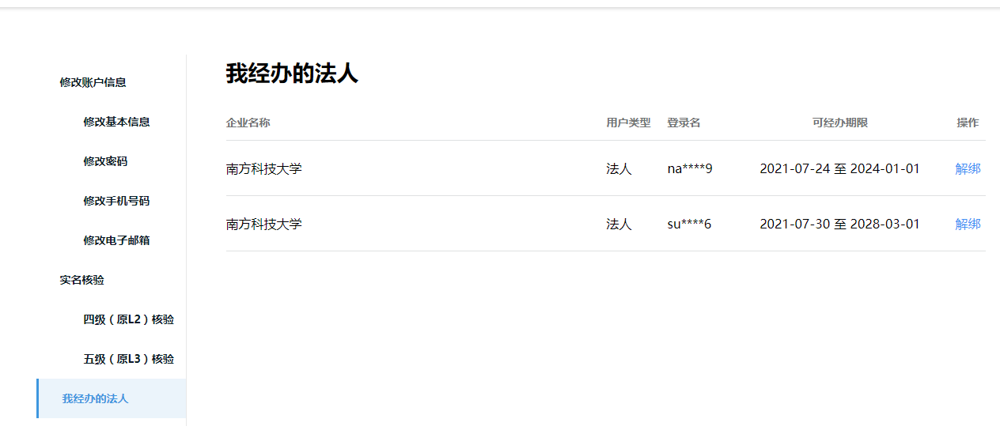 修改账户信息
修改基本信息
修改密码
修改手机号码
修改电子邮箱
实名核验
四级（原L2）核验
五级（原L3）核验
我经办的法人
我经办的法人
企业名称 用户类型 登录名 可经办期限 操作
南方科技大学 法人 na****9 2021-07-24 至 2024-01-01 解绑
南方科技大学 法人 su****6 2021-07-30 至 2028-03-01 解绑